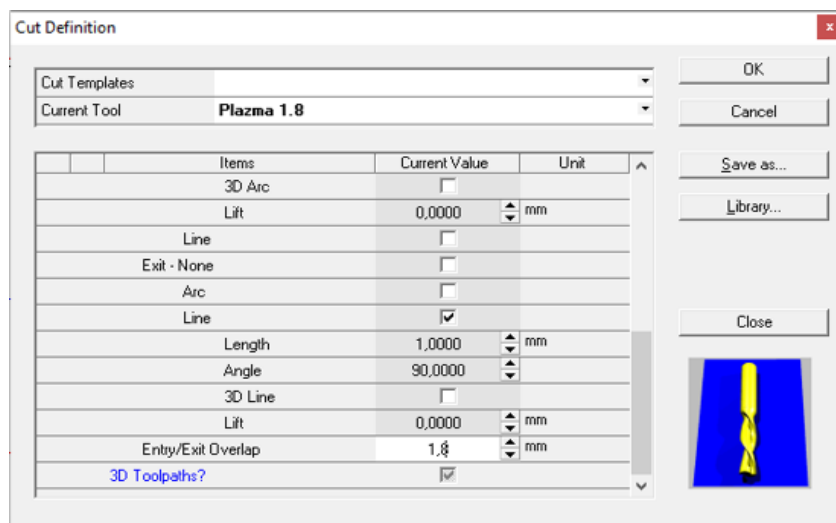 Cut Definition
x
Cut Templates
Current Tool Plazma 1.8
OK
Cancel
Save as...
Library...
Close
Items Current Value Unit
3D Arc
Lift 0,0000 mm
Line
Exit - None
Arc
Line
Length 1,0000 mm
Angle 90,0000
3D Line
Lift 0,0000 mm
Entry/Exit Overlap 1,8 mm
3D Toolpaths?